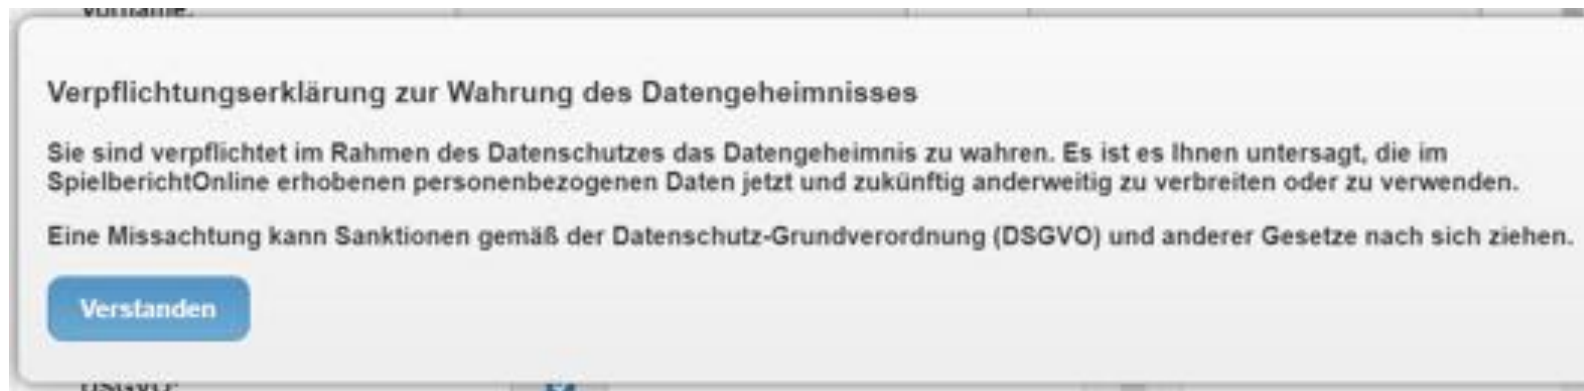 Vorname:
Verpflichtungserklärung zur Wahrung des Datengeheimnisses
Sie sind verpflichtet im Rahmen des Datenschutzes das Datengeheimnis zu wahren. Es ist es Ihnen untersagt, die im
SpielberichtOnline erhobenen personenbezogenen Daten jetzt und zukünftig anderweitig zu verbreiten oder zu verwenden.
Eine Missachtung kann Sanktionen gemäß der Datenschutz-Grundverordnung (DSGVO) und anderer Gesetze nach sich ziehen.
Verstanden
DSGVO: